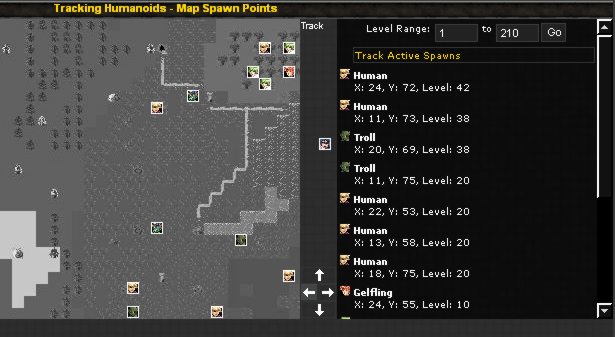 Tracking Humanoids - Map Spawn Points
Track
Level Range: 1 to 210 Go
Track Active Spawns
Human
X: 24, Y: 72, Level: 42
Human
X: 11, Y: 73, Level: 38
Troll
X: 20, Y: 69, Level: 38
Troll
X: 11, Y: 75, Level: 20
Human
X: 22, Y: 53, Level: 20
Human
X: 13, Y: 58, Level: 20
Human
X: 18, Y: 75, Level: 20
Gelfling
X: 24, Y: 55, Level: 10